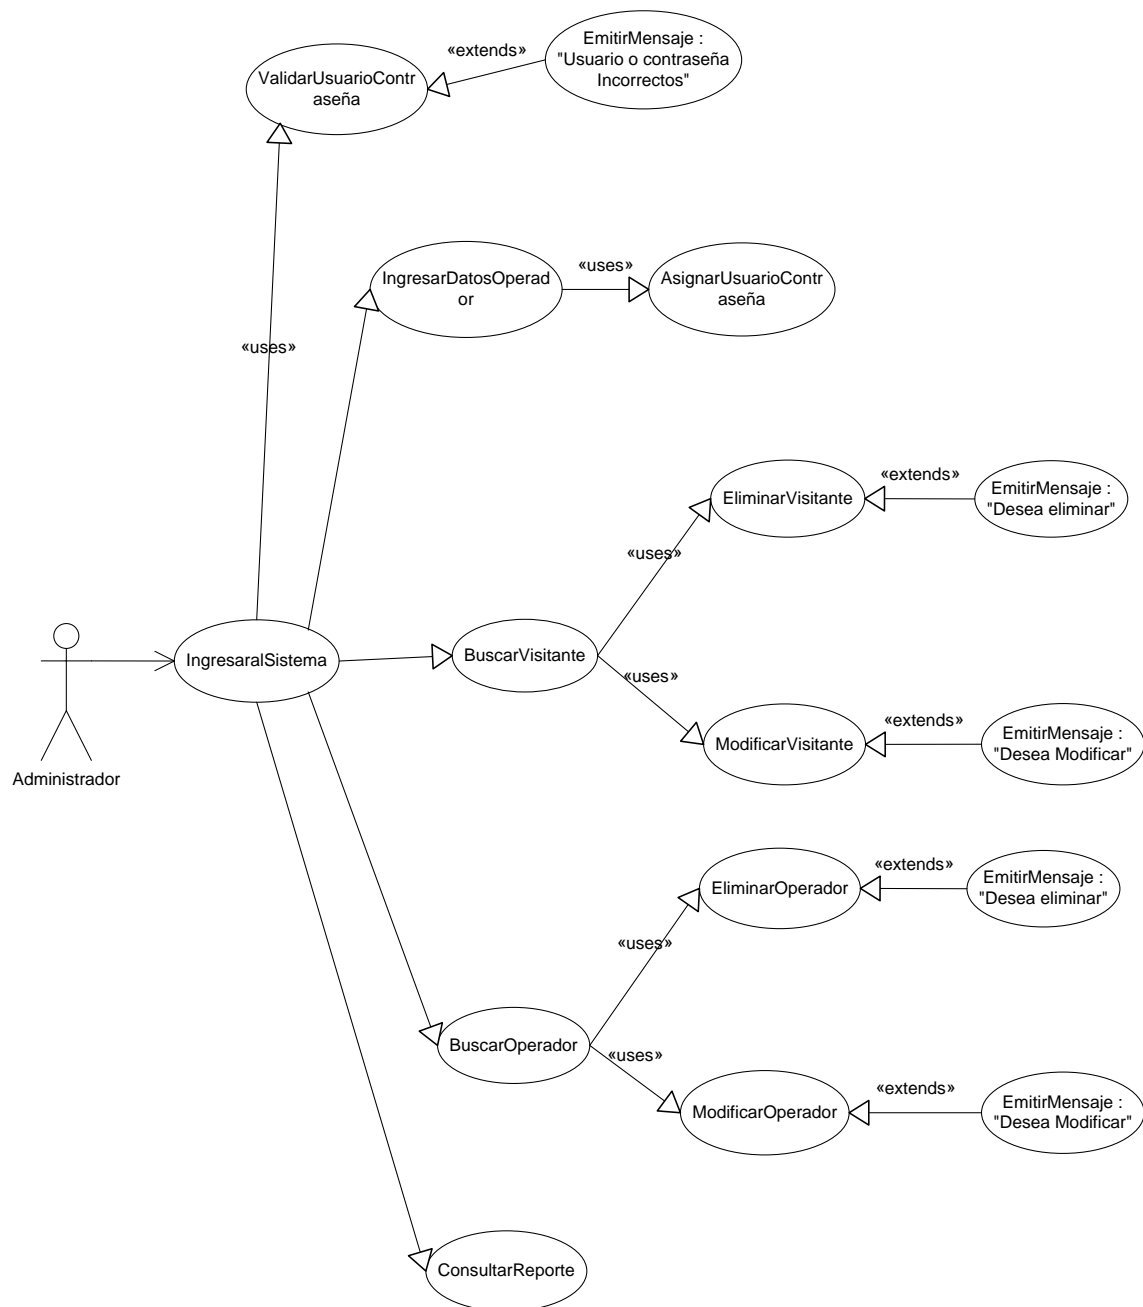 «extends»
EmitirMensaje :
"Usuario o contraseña
Incorrectos"
ValidarUsuarioContr
aseña
IngresarDatosOperad
or
«uses»
AsignarUsuarioContr
aseña
«uses»
EliminarVisitante
«extends»
EmitirMensaje :
"Desea eliminar"
«uses»
IngresaralSistema
BuscarVisitante
«uses»
ModificarVisitante
«extends»
EmitirMensaje :
"Desea Modificar"
Administrador
EliminarOperador
«extends»
EmitirMensaje :
"Desea eliminar"
«uses»
BuscarOperador
«uses»
ModificarOperador
«extends»
EmitirMensaje :
"Desea Modificar"
ConsultarReporte